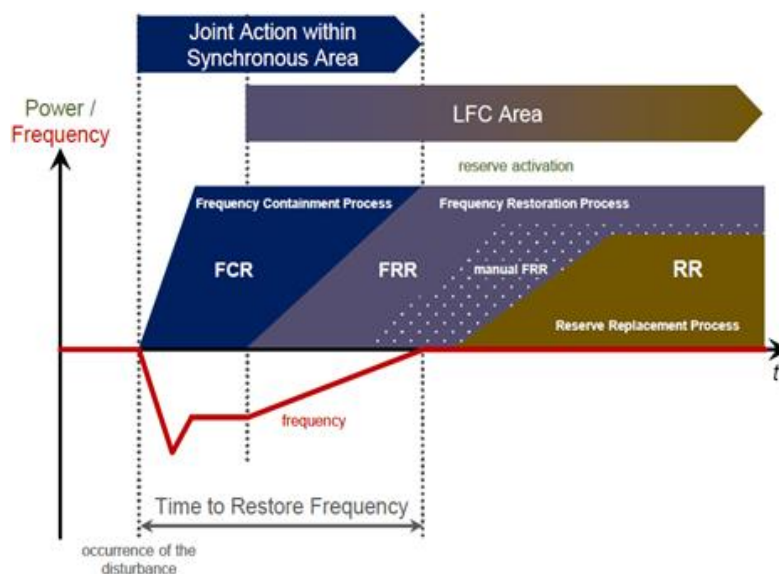 Joint Action within
Synchronous Area
Power /
Frequency
LFC Area
reserve activation
Frequency Containment Process
Frequency Restoration Process
FCR
FRR
manual FRR
RR
Reserve Replacement Process
t
frequency
Time to Restore Frequency
occurrence of the
disturbance